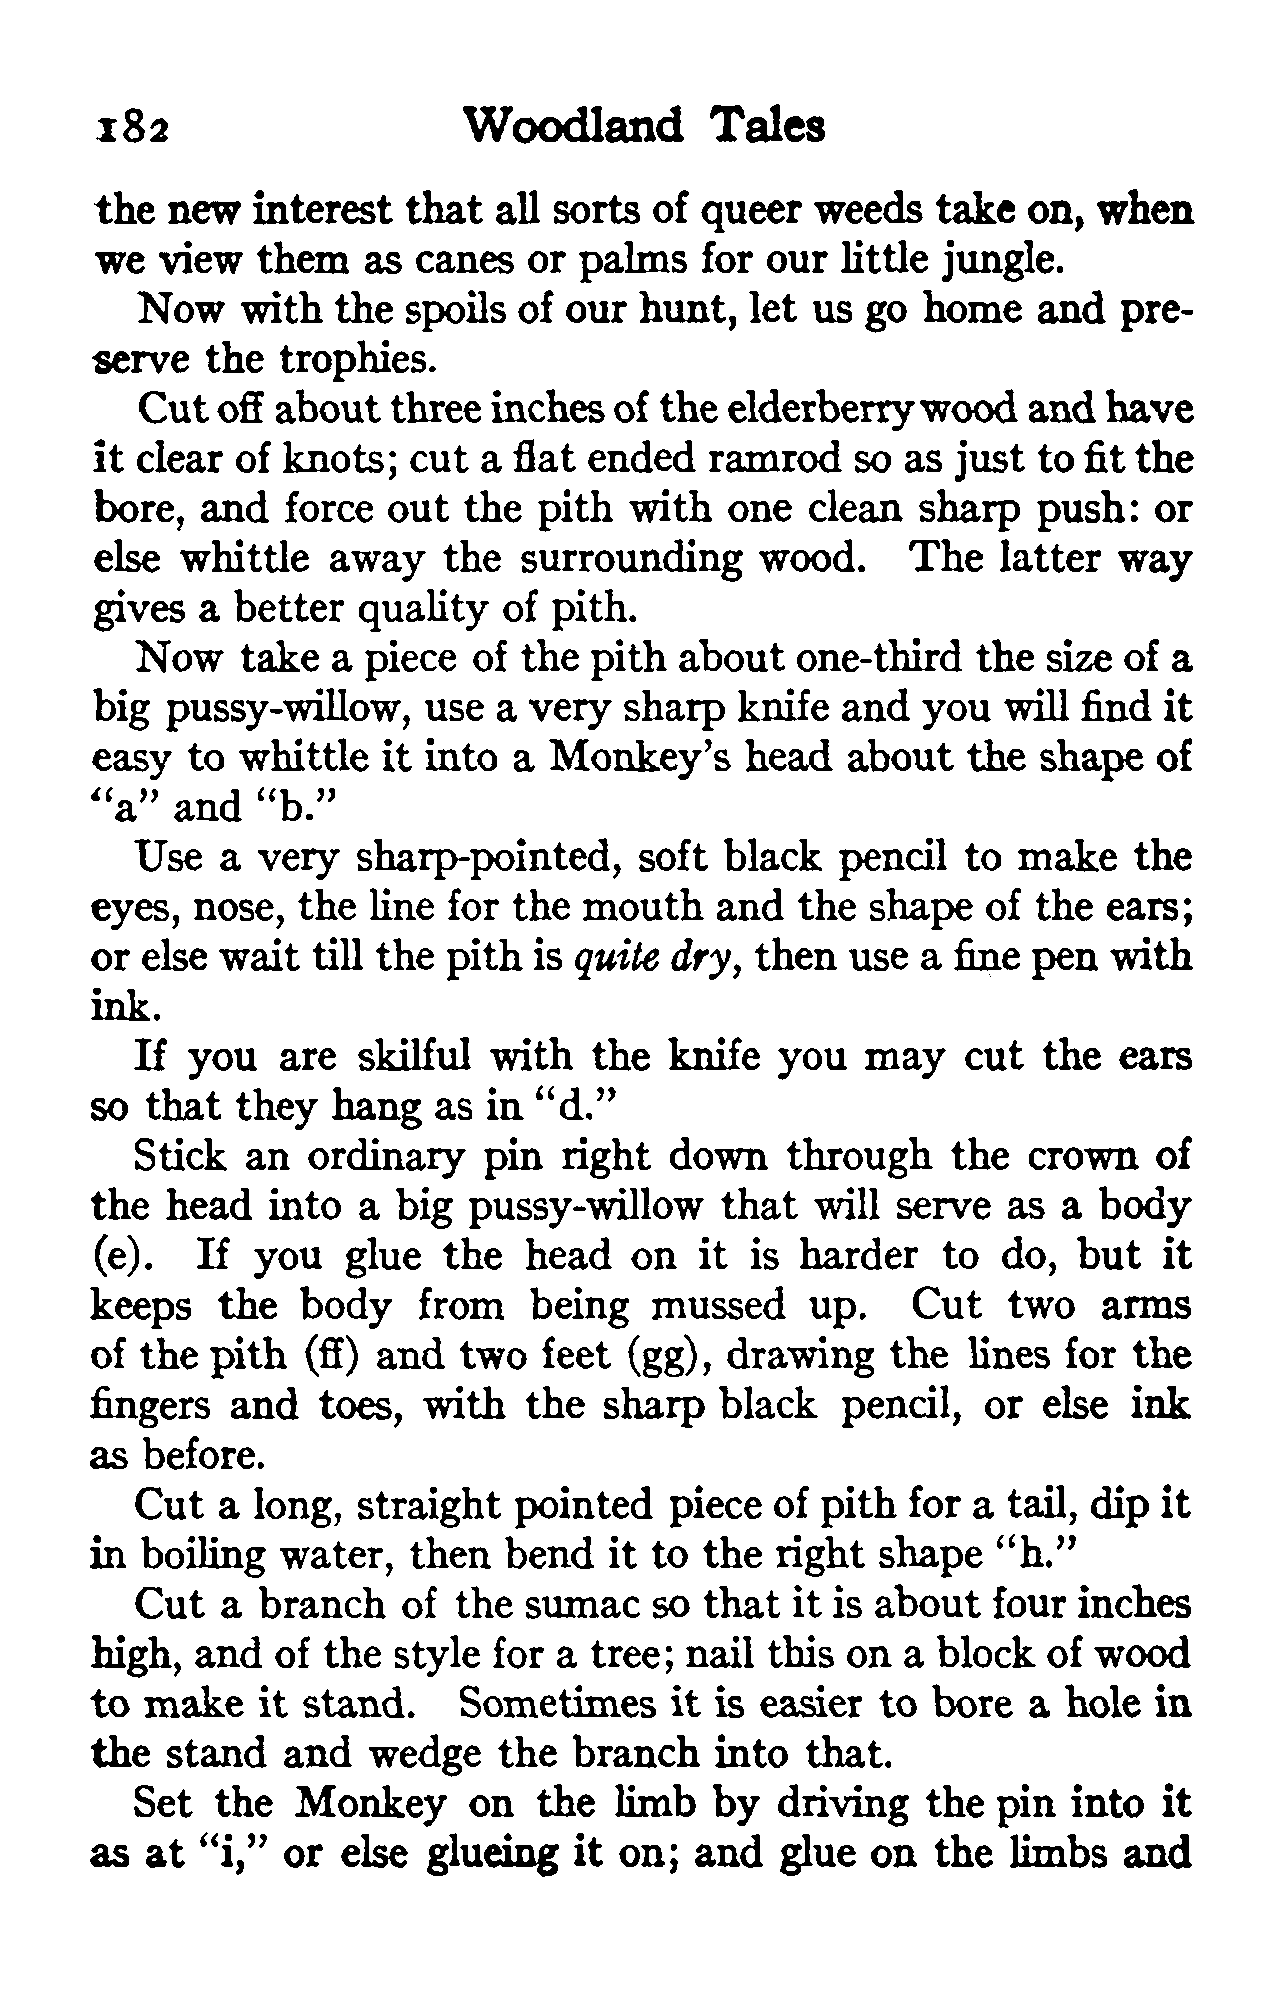 182 Woodland Tales
the new interest that all sorts of queer weeds take on, when
we view them as canes or palms for our little jungle.
Now with the spoils of our hunt, let us go home and pre-
serve the trophies.
Cut off about three inches of the elderberry wood and have
it clear of knots; cut a flat ended ramrod so as just to fit the
bore, and force out the pith with one clean sharp push: or
else whittle away the surrounding wood. The latter way
gives a better quality of pith.
Now take a piece of the pith about one-third the size of a
big pussy-willow, use a very sharp knife and you will find it
easy to whittle it into a Monkey's head about the shape of
"a" and "b."
Use a very sharp-pointed, soft black pencil to make the
eyes, nose, the line for the mouth and the shape of the ears;
or else wait till the pith is quite dry, then use a fine pen with
ink.
If you are skilful with the knife you may cut the ears
so that they hang as in "d."
Stick an ordinary pin right down through the crown of
the head into a big pussy-willow that will serve as a body
(e). If you glue the head on it is harder to do, but it
keeps the body from being mussed up. Cut two arms
of the pith (ff) and two feet (gg), drawing the lines for the
fingers and toes, with the sharp black pencil, or else ink
as before.
Cut a long, straight pointed piece of pith for a tail, dip it
in boiling water, then bend it to the right shape "h."
Cut a branch of the sumac so that it is about four inches
high, and of the style for a tree; nail this on a block of wood
to make it stand. Sometimes it is easier to bore a hole in
the stand and wedge the branch into that.
Set the Monkey on the limb by driving the pin into it
as at "i," or else glueing it on; and glue on the limbs and